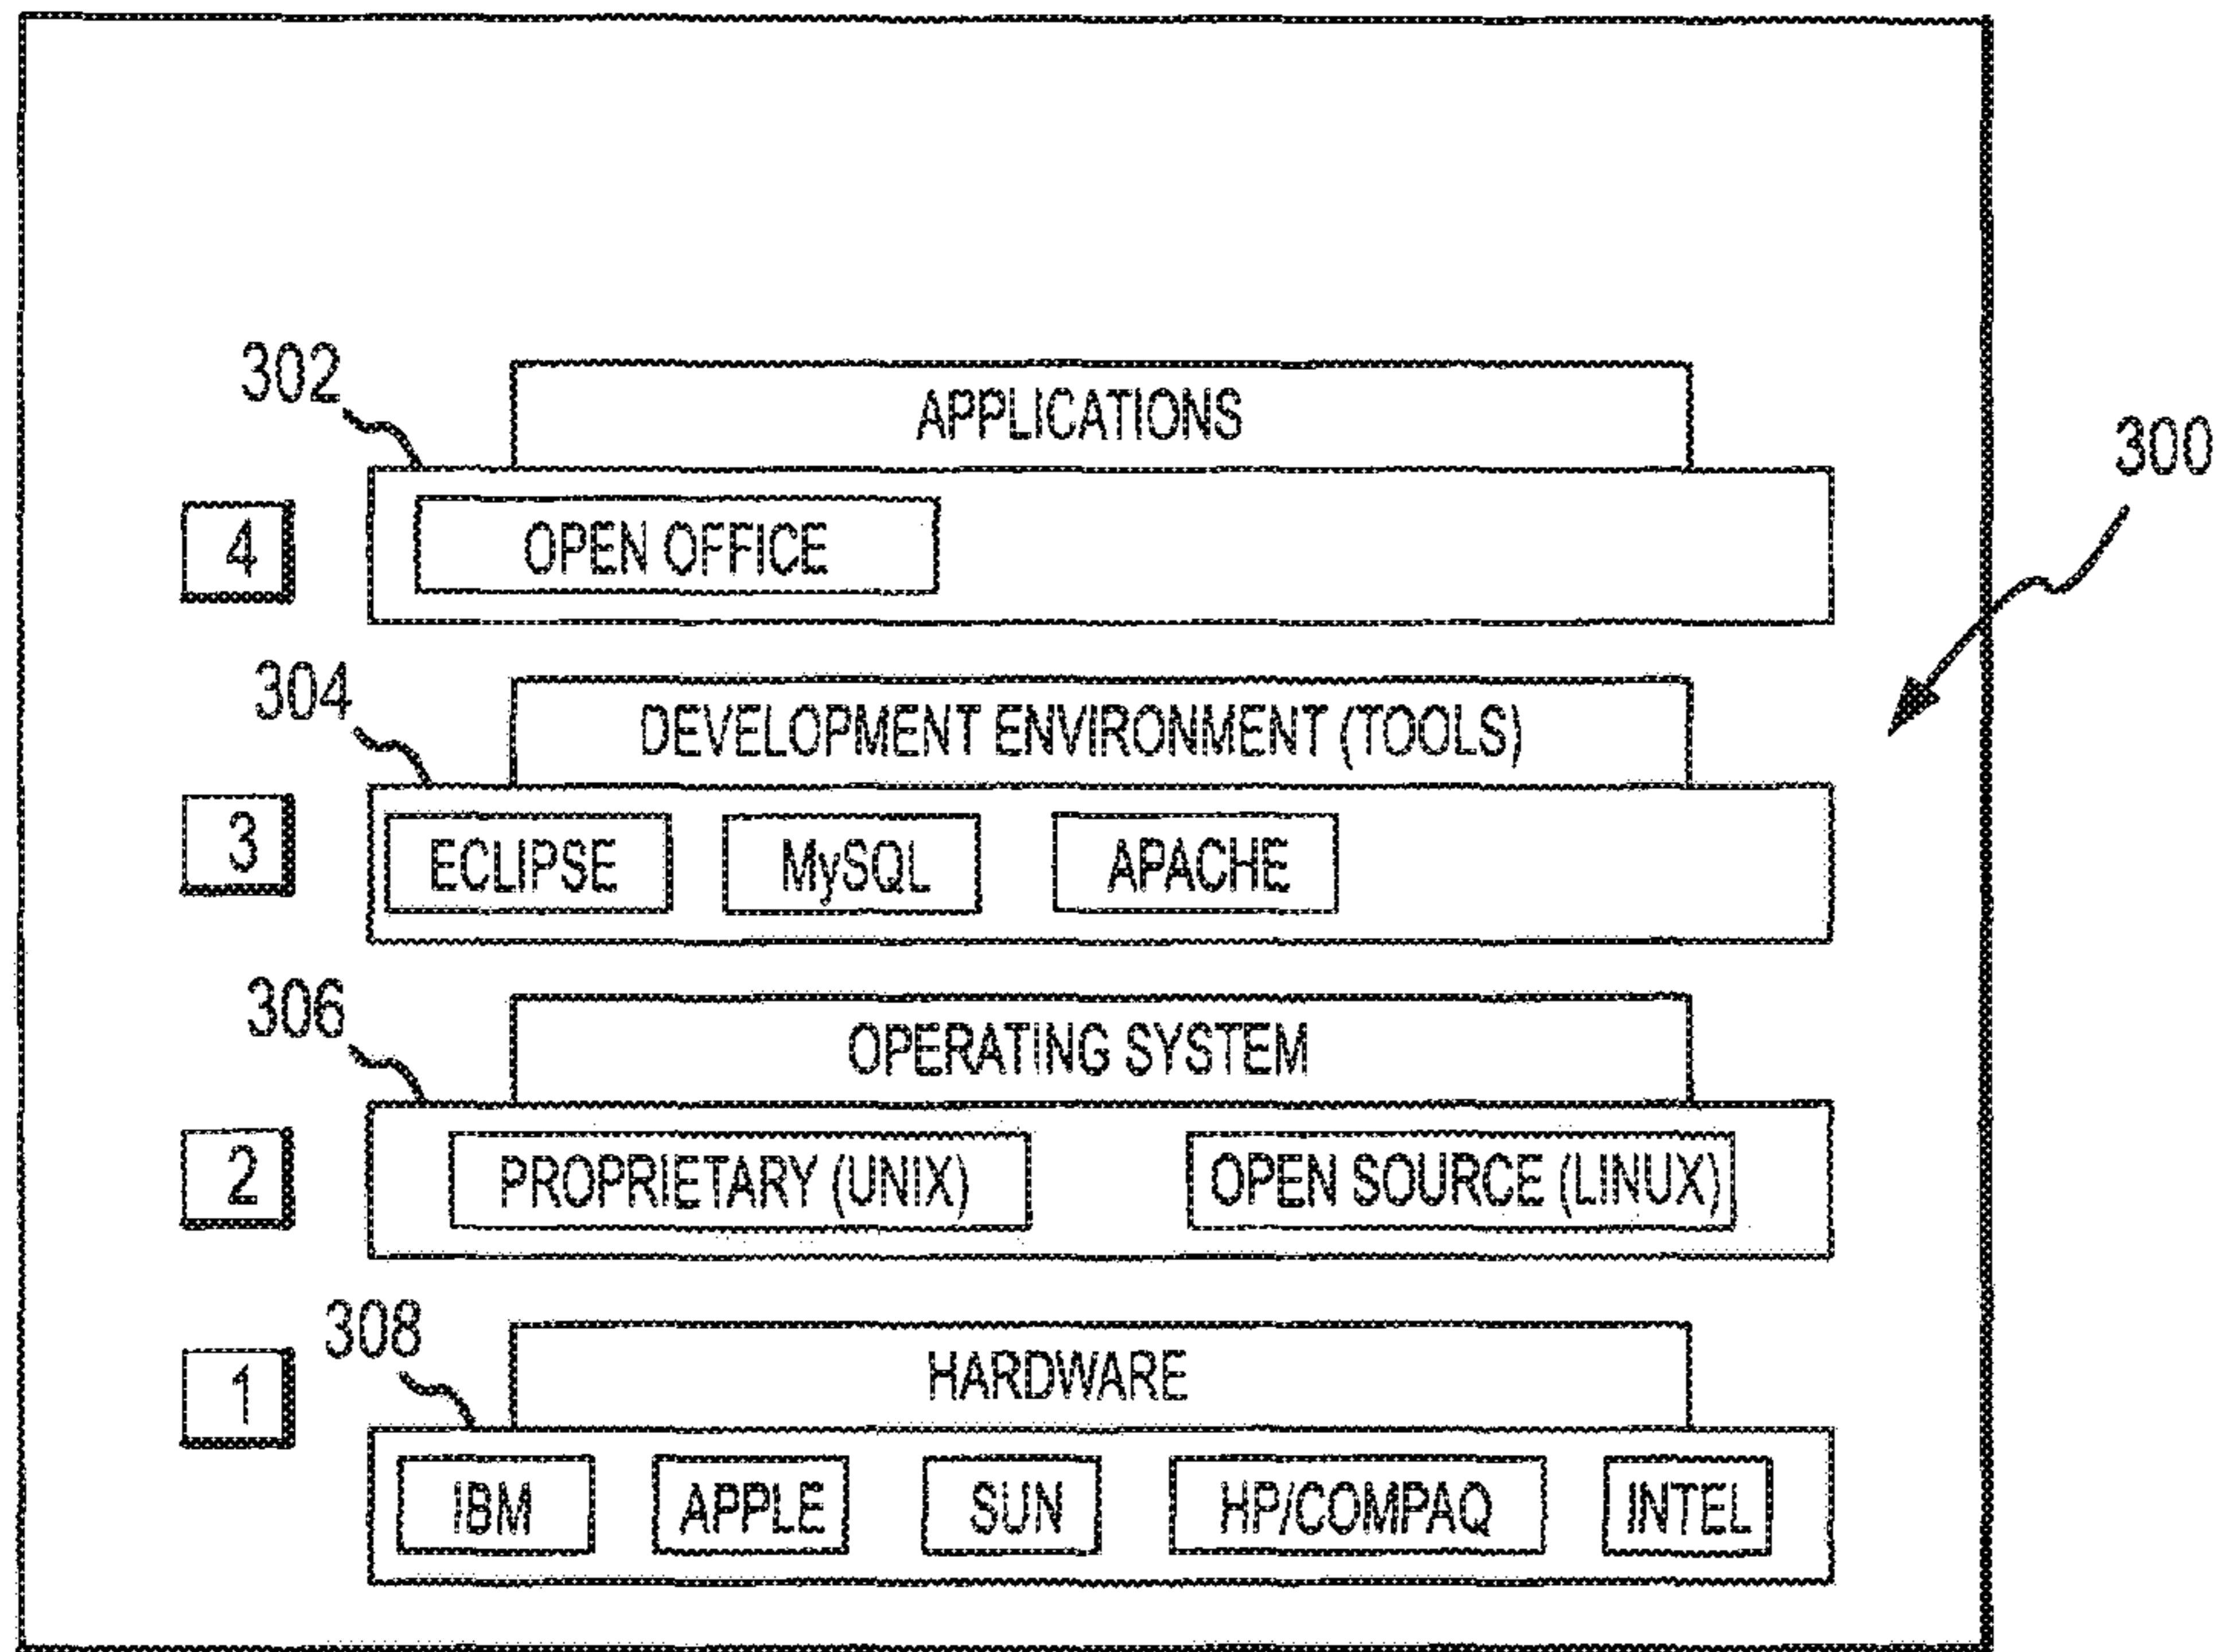 302
APPLICATIONS
300
4
OPEN OFFICE
304
DEVELOPMENT ENVIRONMENT (TOOLS)
3
ECLIPSE MySQL APACHE
306
OPERATING SYSTEM
2
PROPRIETARY (UNIX) OPEN SOURCE (LINUX)
308
1
HARDWARE
IBM APPLE SUN HP/COMPAQ INTEL